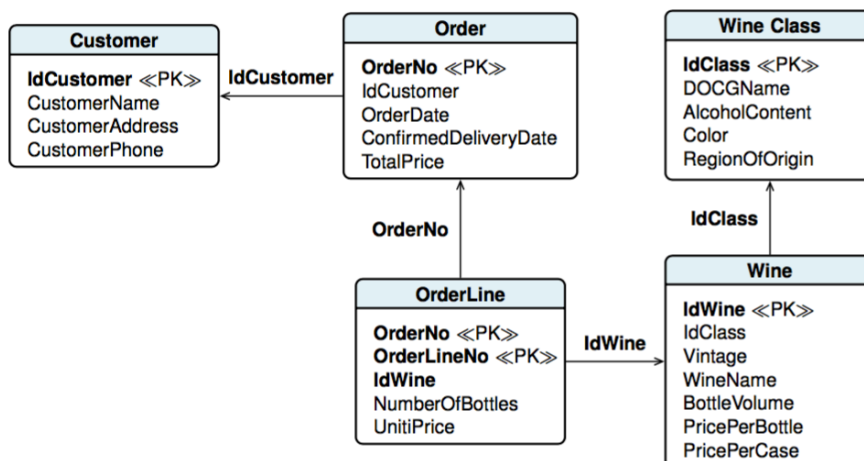 Customer
IdCustomer ≪PK≫
CustomerName
CustomerAddress
CustomerPhone
IdCustomer
Order
OrderNo ≪PK≫
IdCustomer
OrderDate
ConfirmedDeliveryDate
TotalPrice
Wine Class
IdClass ≪PK≫
DOCGName
AlcoholContent
Color
RegionOfOrigin
OrderNo
IdClass
OrderLine
OrderNo ≪PK≫
OrderLineNo ≪PK≫
IdWine
NumberOfBottles
UnitiPrice
IdWine
Wine
IdWine ≪PK≫
IdClass
Vintage
WineName
BottleVolume
PricePerBottle
PricePerCase